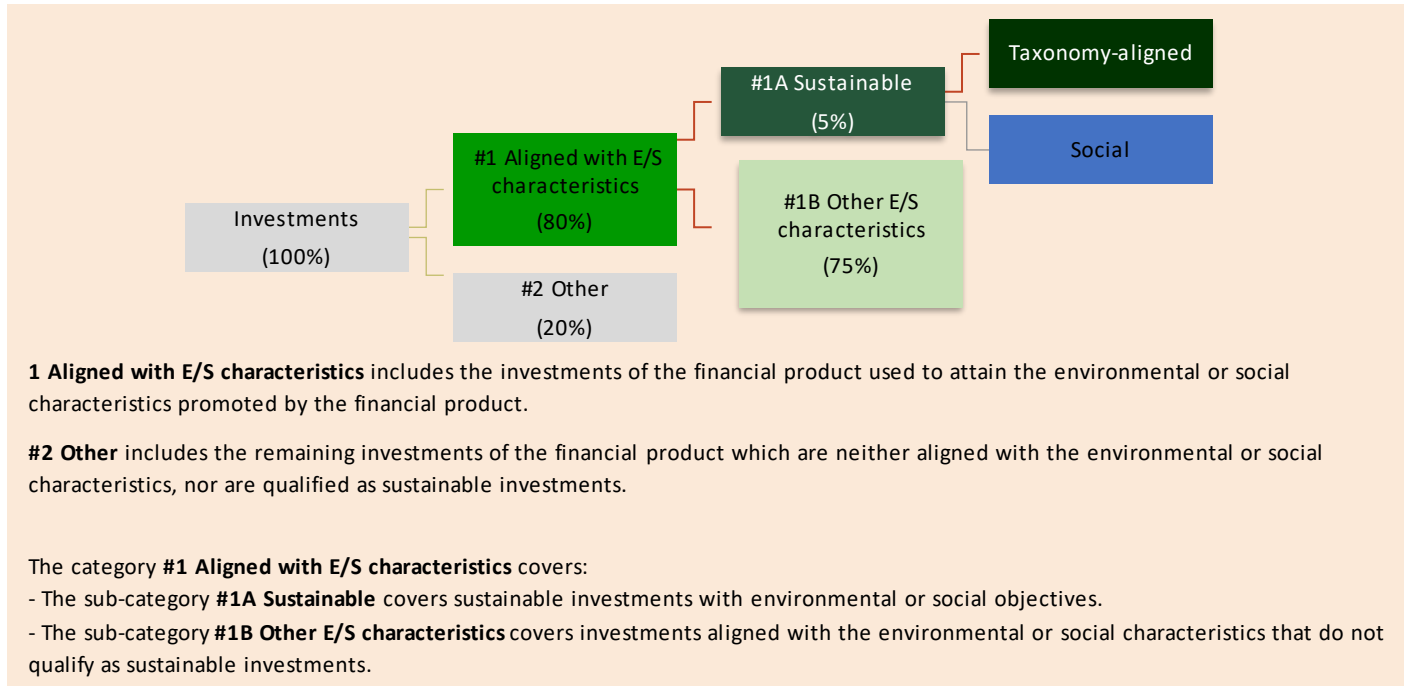 Taxonomy-aligned
#1A Sustainable
(5%)
Social
#1 Aligned with E/S
characteristics
(80%)
#1B Other E/S
characteristics
(75%)
Investments
(100%)
#2 Other
(20%)
1 Aligned with E/S characteristics includes the investments of the financial product used to attain the environmental or social
characteristics promoted by the financial product.
#2 Other includes the remaining investments of the financial product which are neither aligned with the environmental or social
characteristics, nor are qualified as sustainable investments.
The category #1 Aligned with E/S characteristics covers:
- The sub-category #1A Sustainable covers sustainable investments with environmental or social objectives.
- The sub-category #1B Other E/S characteristics covers investments aligned with the environmental or social characteristics that do not
qualify as sustainable investments.